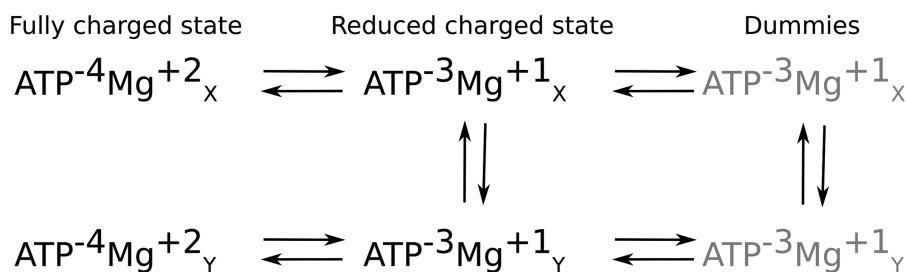 Fully charged state Reduced charged state Dummies
ATP-4Mg+2X ATP-3Mg+1X ATP-3Mg+1X
ATP-4Mg+2Y ATP-3Mg+1Y ATP-3Mg+1Y